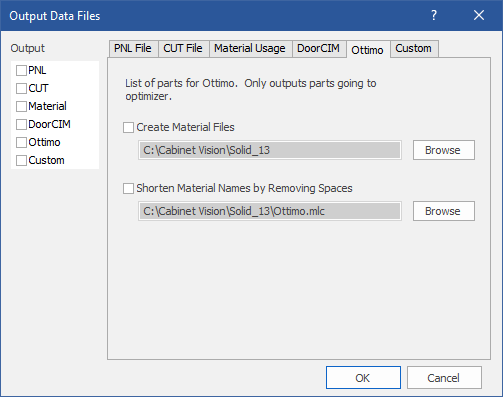 Output Data Files
?
Output
PNL
CUT
Material
DoorCIM
Ottimo
Custom
PNL File CUT File Material Usage DoorCIM Ottimo Custom
List of parts for Ottimo. Only outputs parts going to
optimizer.
Create Material Files
C:\Cabinet Vision\Solid_13 Browse
Shorten Material Names by Removing Spaces
C:\Cabinet Vision\Solid_13\Ottimo.mlc Browse
OK Cancel